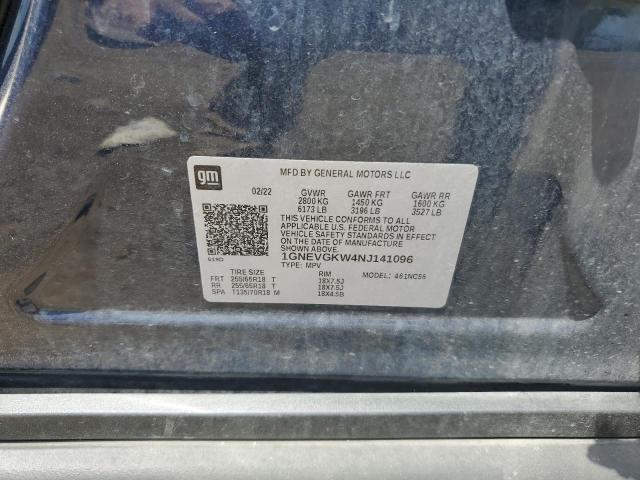 gm
MFD BY GENERAL MOTORS LLC
02/22 GVWR GAWR FRT GAWR RR
2800 KG 1450 KG 1600 KG
6173 LB 3196 LB 3527 LB
THIS VEHICLE CONFORMS TO ALL
APPLICABLE U.S. FEDERAL MOTOR
VEHICLE SAFETY STANDARDS IN EFFECT
ON THE DATE OF MANUFACTURE
SHOWN ABOVE.
1GNEVGKW4NJ141096
TYPE: MPV MODEL: 461NC56
TIRE SIZE RIM
FRT 255/65R18 T 18X7.5J
RR 255/65R18 T 18X7.5J
SPA T135/70R18 M 18X4.5B